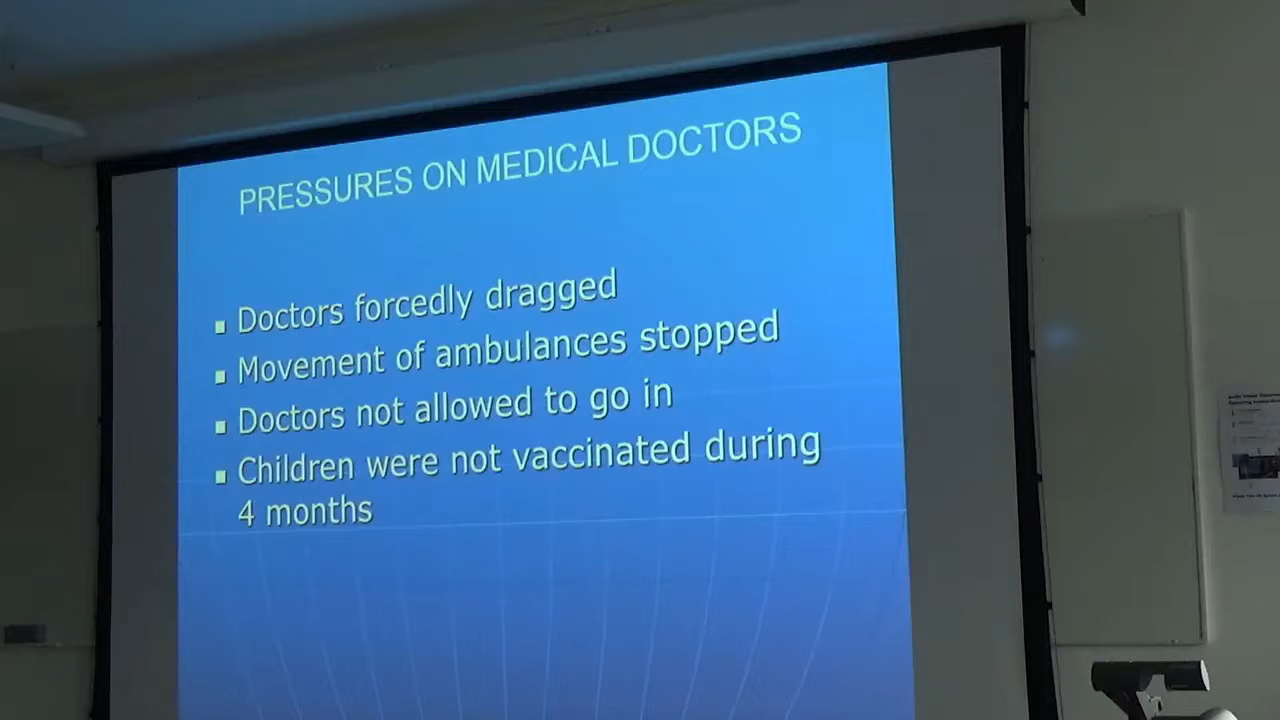 PRESSURES ON MEDICAL DOCTORS
Doctors forcedly dragged
Movement of ambulances stopped
Doctors not allowed to go in
Children were not vaccinated during
4 months